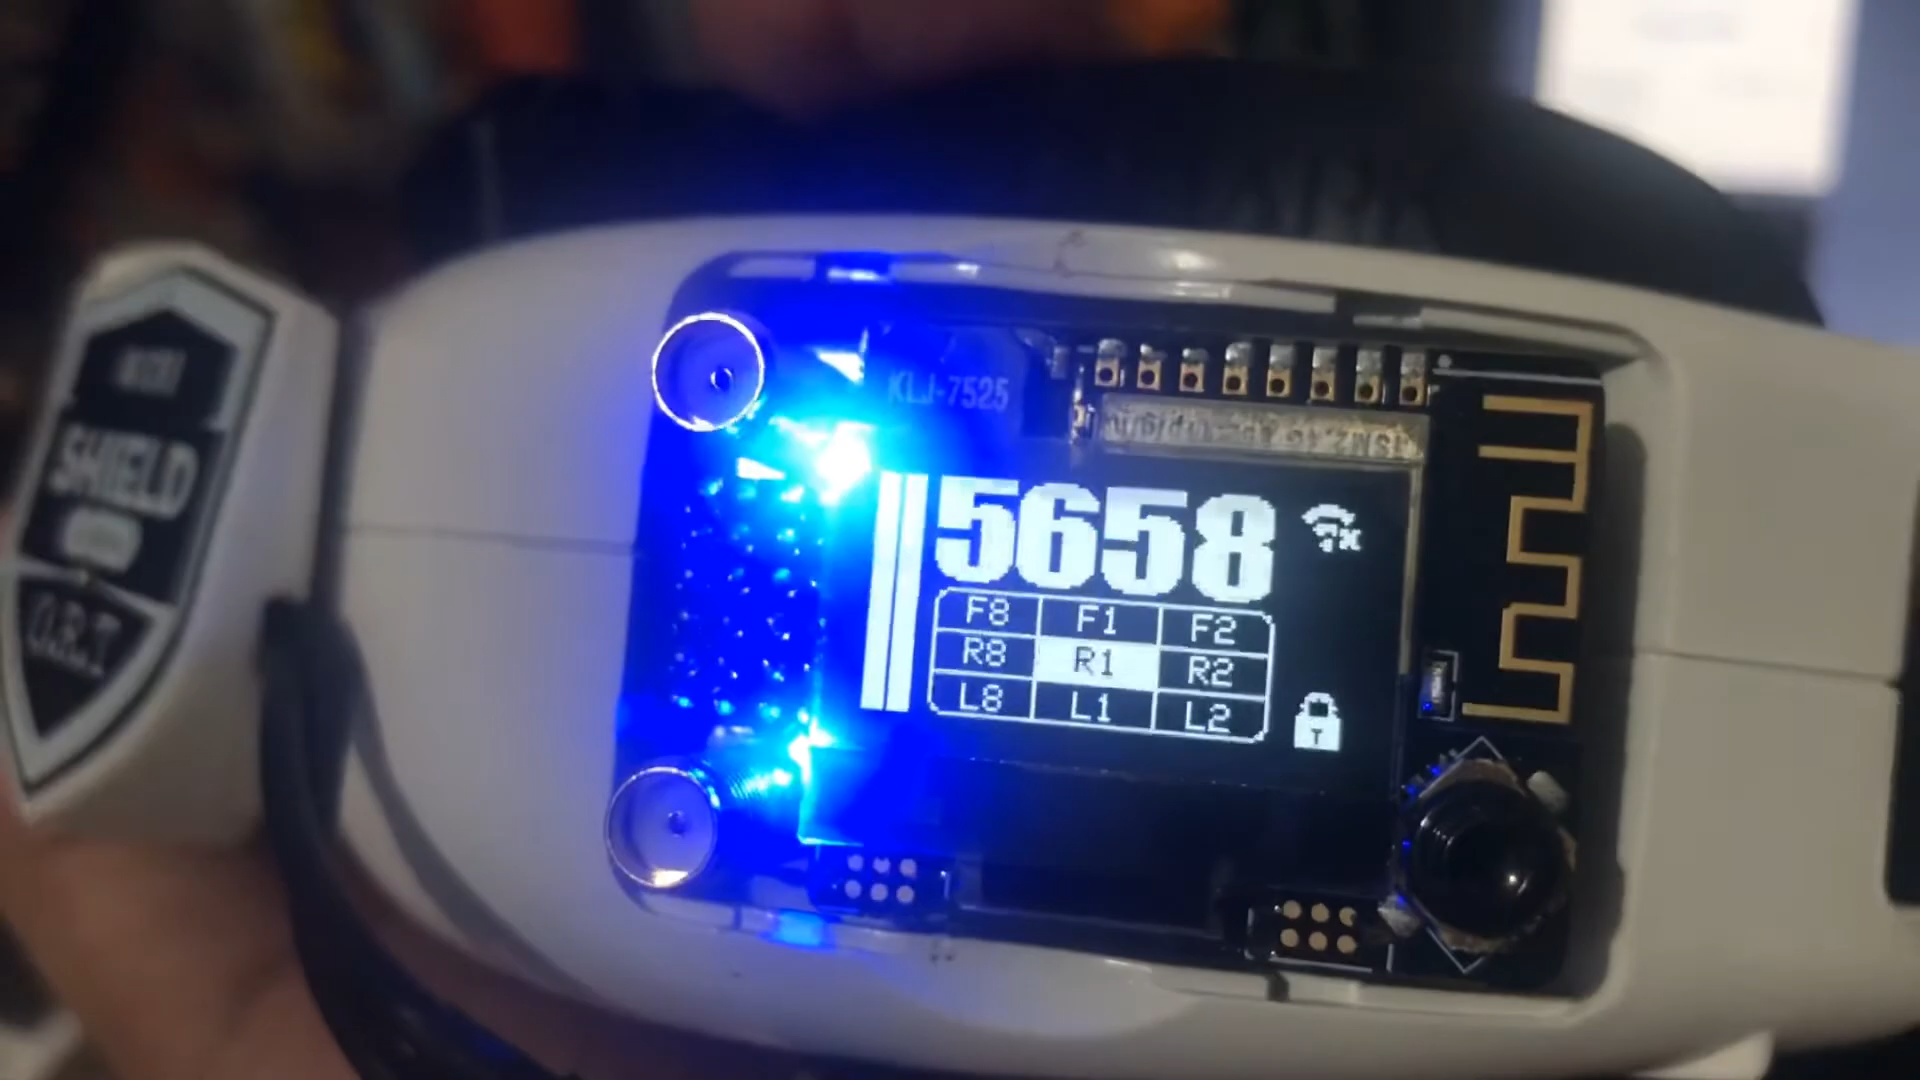 SHIELD
O.R.T
KLJ-7525
5658
F8 F1 F2
R8 R1 R2
L8 L1 L2
T